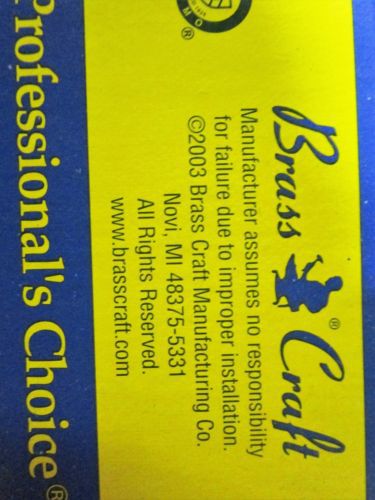 Brass Craft®
Manufacturer assumes no responsibility
for failure due to improper installation.
©2003 Brass Craft Manufacturing Co.
Novi, MI 48375-5331
All Rights Reserved.
www.brasscraft.com
Professional's Choice®